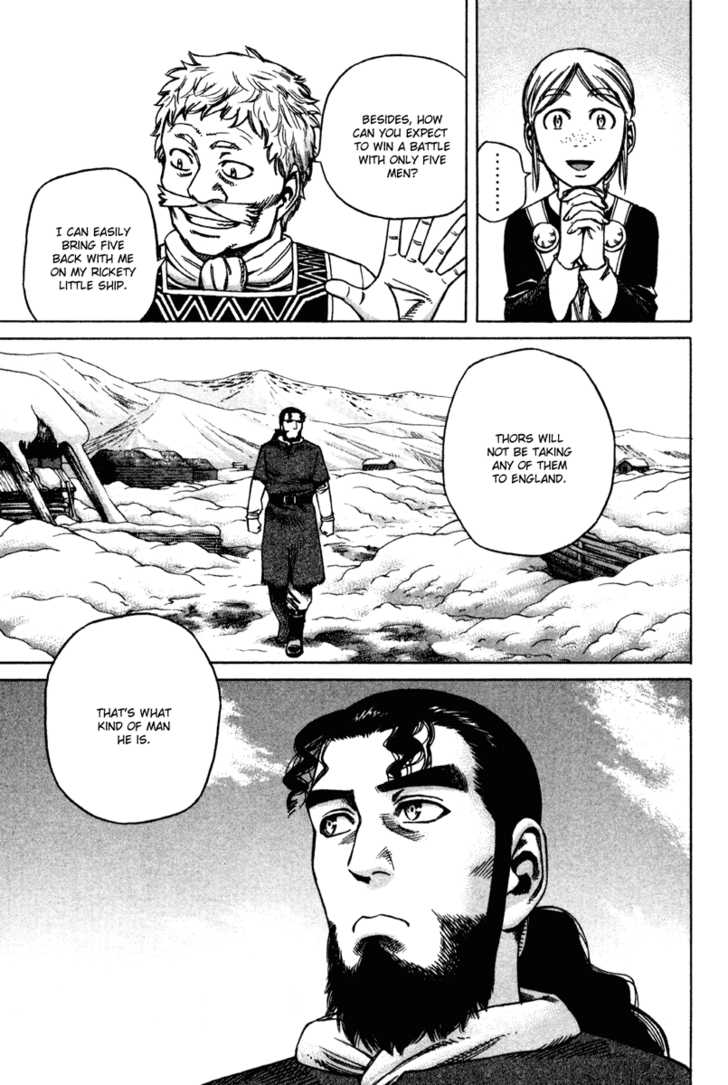 ........
BESIDES, HOW
CAN YOU EXPECT
TO WIN A BATTLE
WITH ONLY FIVE
MEN?
I CAN EASILY
BRING FIVE
BACK WITH ME
ON MY RICKETY
LITTLE SHIP.
THORS WILL
NOT BE TAKING
ANY OF THEM
TO ENGLAND.
THAT'S WHAT
KIND OF MAN
HE IS.